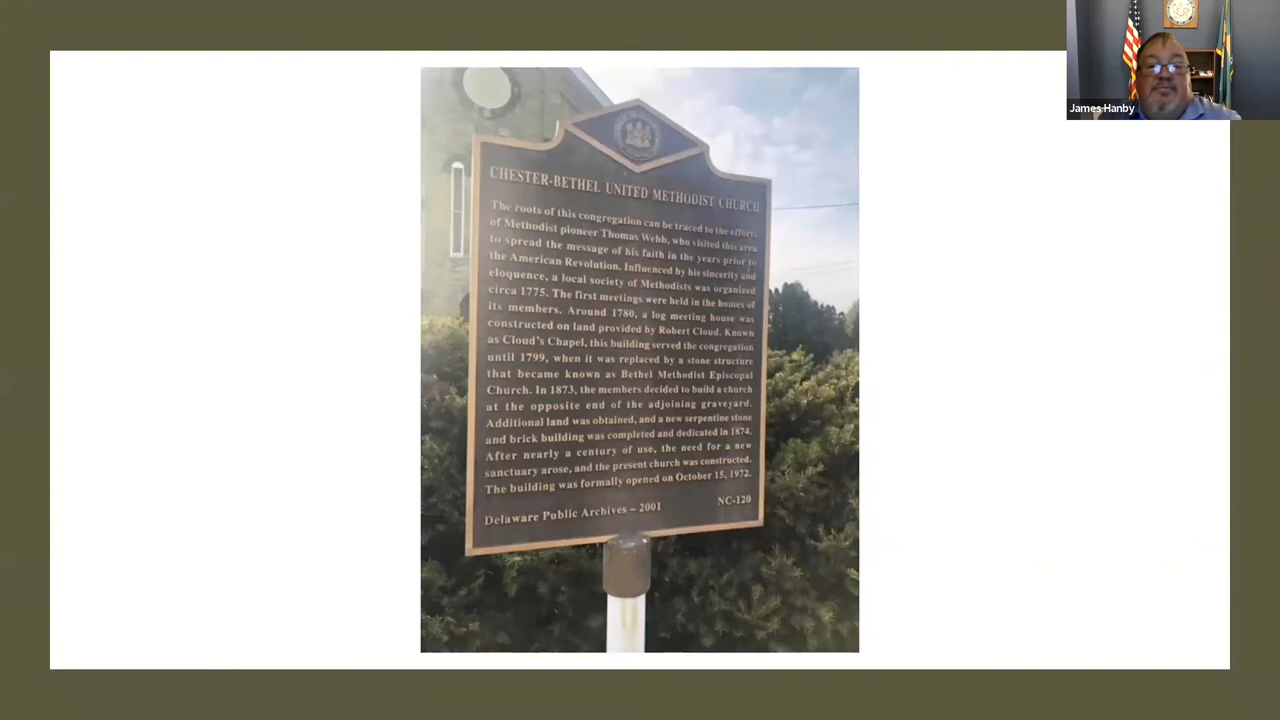 James Hanby
CHESTER-BETHEL UNITED METHODIST CHURCH
The roots of this congregation can be traced to the efforts
of Methodist pioneer Thomas Webb, who visited this area
to spread the message of his faith in the years prior to
the American Revolution. Influenced by his sincerity and
eloquence, a local society of Methodists was organized
circa 1775. The first meetings were held in the homes of
its members. Around 1780, a log meeting house was
constructed on land provided by Robert Cloud. Known
as Cloud's Chapel, this building served the congregation
until 1799, when it was replaced by a stone structure
that became known as Bethel Methodist Episcopal
Church. In 1873, the members decided to build a church
at the opposite end of the adjoining graveyard.
Additional land was obtained, and a new serpentine stone
and brick building was completed and dedicated in 1874.
After nearly a century of use, the need for a new
sanctuary arose, and the present church was constructed.
The building was formally opened on October 15, 1972.
Delaware Public Archives – 2001 NC-120